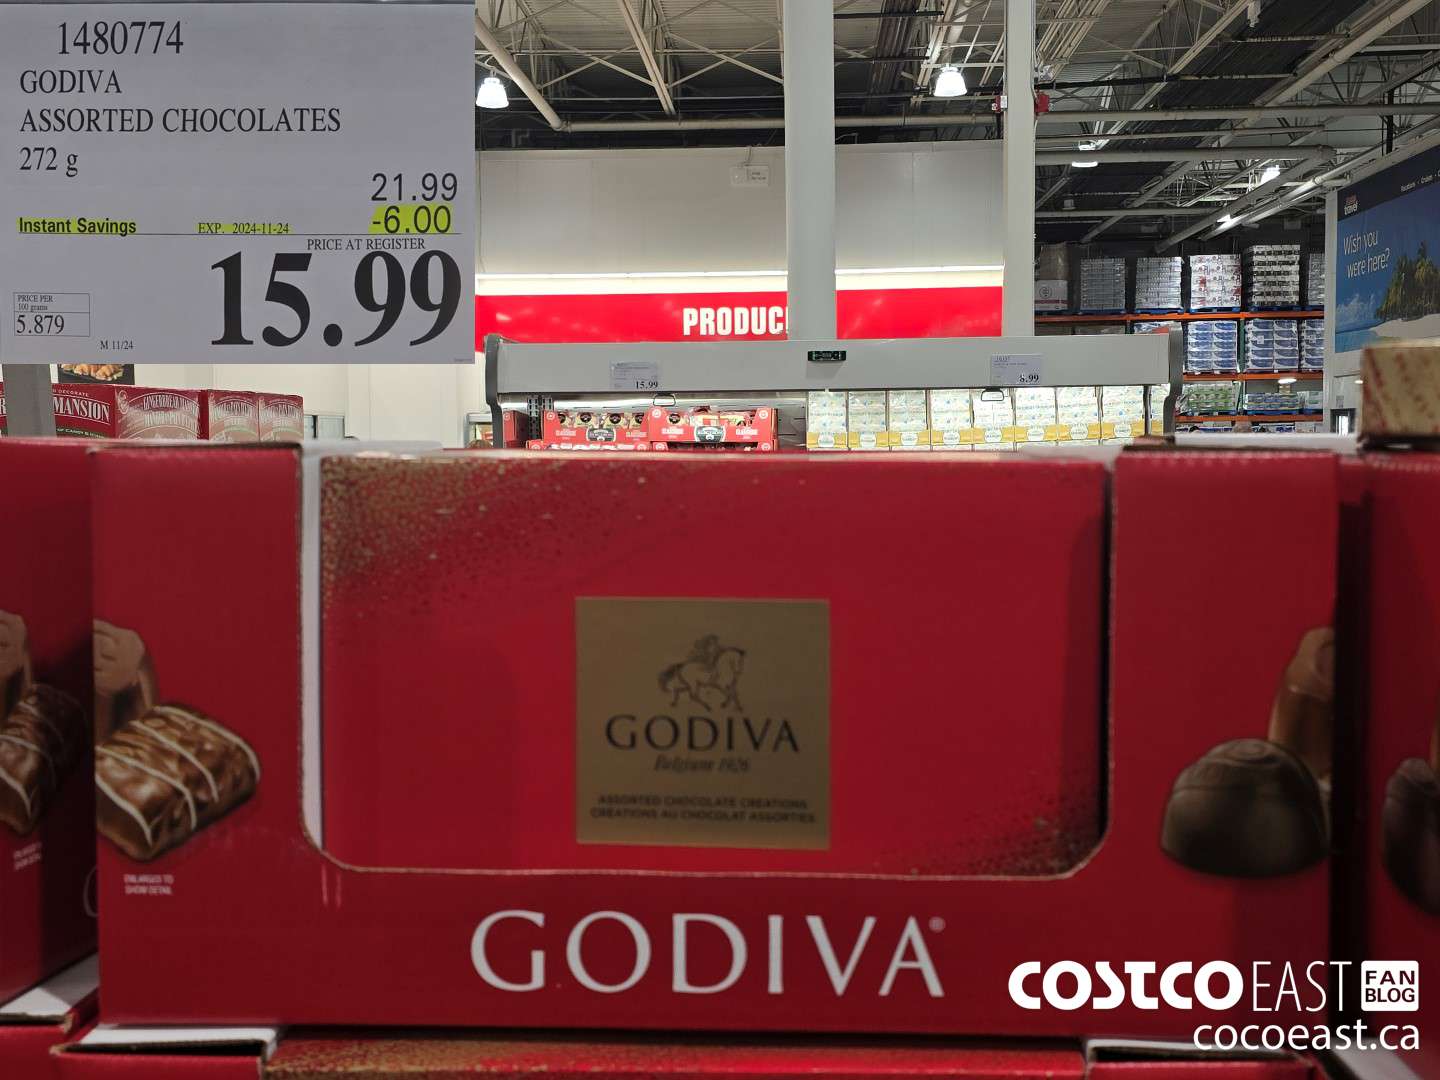 1480774
GODIVA
ASSORTED CHOCOLATES
272 g
21.99
Instant Savings EXP. 2024-11-24 -6.00
PRICE AT REGISTER
15.99
PRICE PER
100 grams
5.879
M 11/24
PRODUC
15.99
8.99
Wish you
were here?
MANSION
GODIVA
Belgium 1926
ASSORTED CHOCOLATE CREATIONS
CRÉATIONS AU CHOCOLAT ASSORTIES
ENLARGED TO
SHOW DETAIL
GODIVA®
COSTCO EAST FAN
BLOG
cocoeast.ca